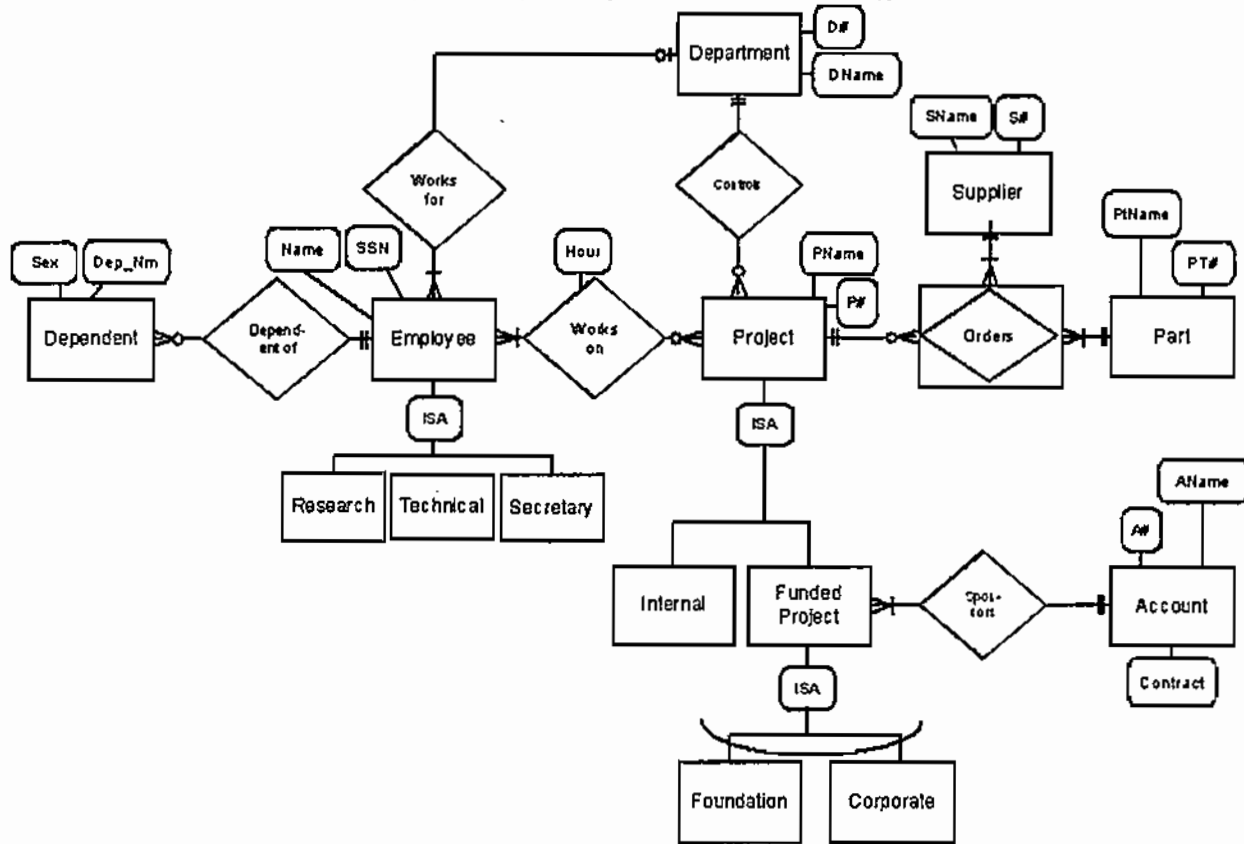 D#
Department
DName
SName
S#
Works
for
Controls
Supplier
PtName
Name
SSN
Hour
PName
PT#
Sex
Dep_Nm
P#
Dependent
Depend-
ent of
Employee
Works
on
Project
Orders
Part
ISA
ISA
Research
Technical
Secretary
AName
A#
Internal
Funded
Project
Spon-
sors
Account
ISA
Contract
Foundation
Corporate